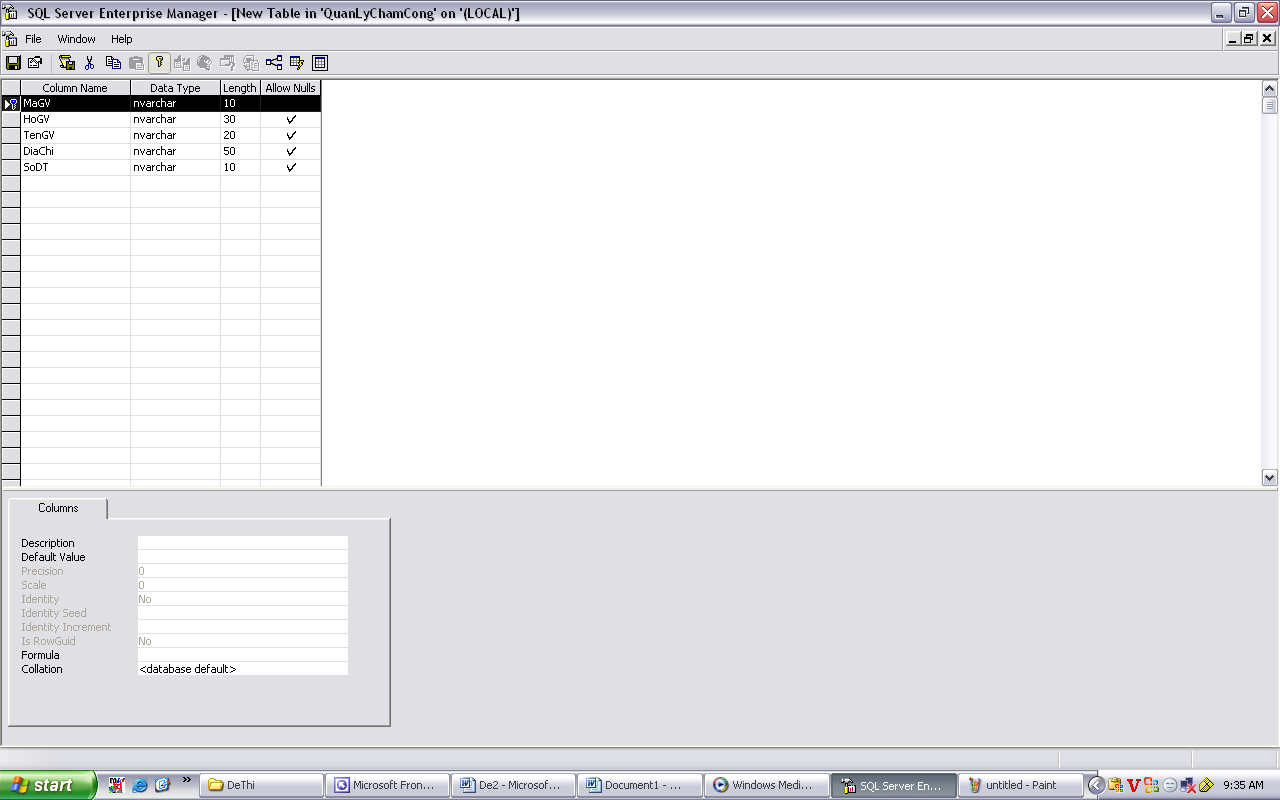 SQL Server Enterprise Manager - [New Table in 'QuanLyChamCong' on '(LOCAL)']
File Window Help
Column Name Data Type Length Allow Nulls
MaGV nvarchar 10
HoGV nvarchar 30
TenGV nvarchar 20
DiaChi nvarchar 50
SoDT nvarchar 10
Columns
Description
Default Value
Precision 0
Scale 0
Identity No
Identity Seed
Identity Increment
Is RowGuid No
Formula
Collation <database default>
start DeThi Microsoft Fron... De2 - Microsof... Document1 - ... Windows Medi... SQL Server En... untitled - Paint 9:35 AM